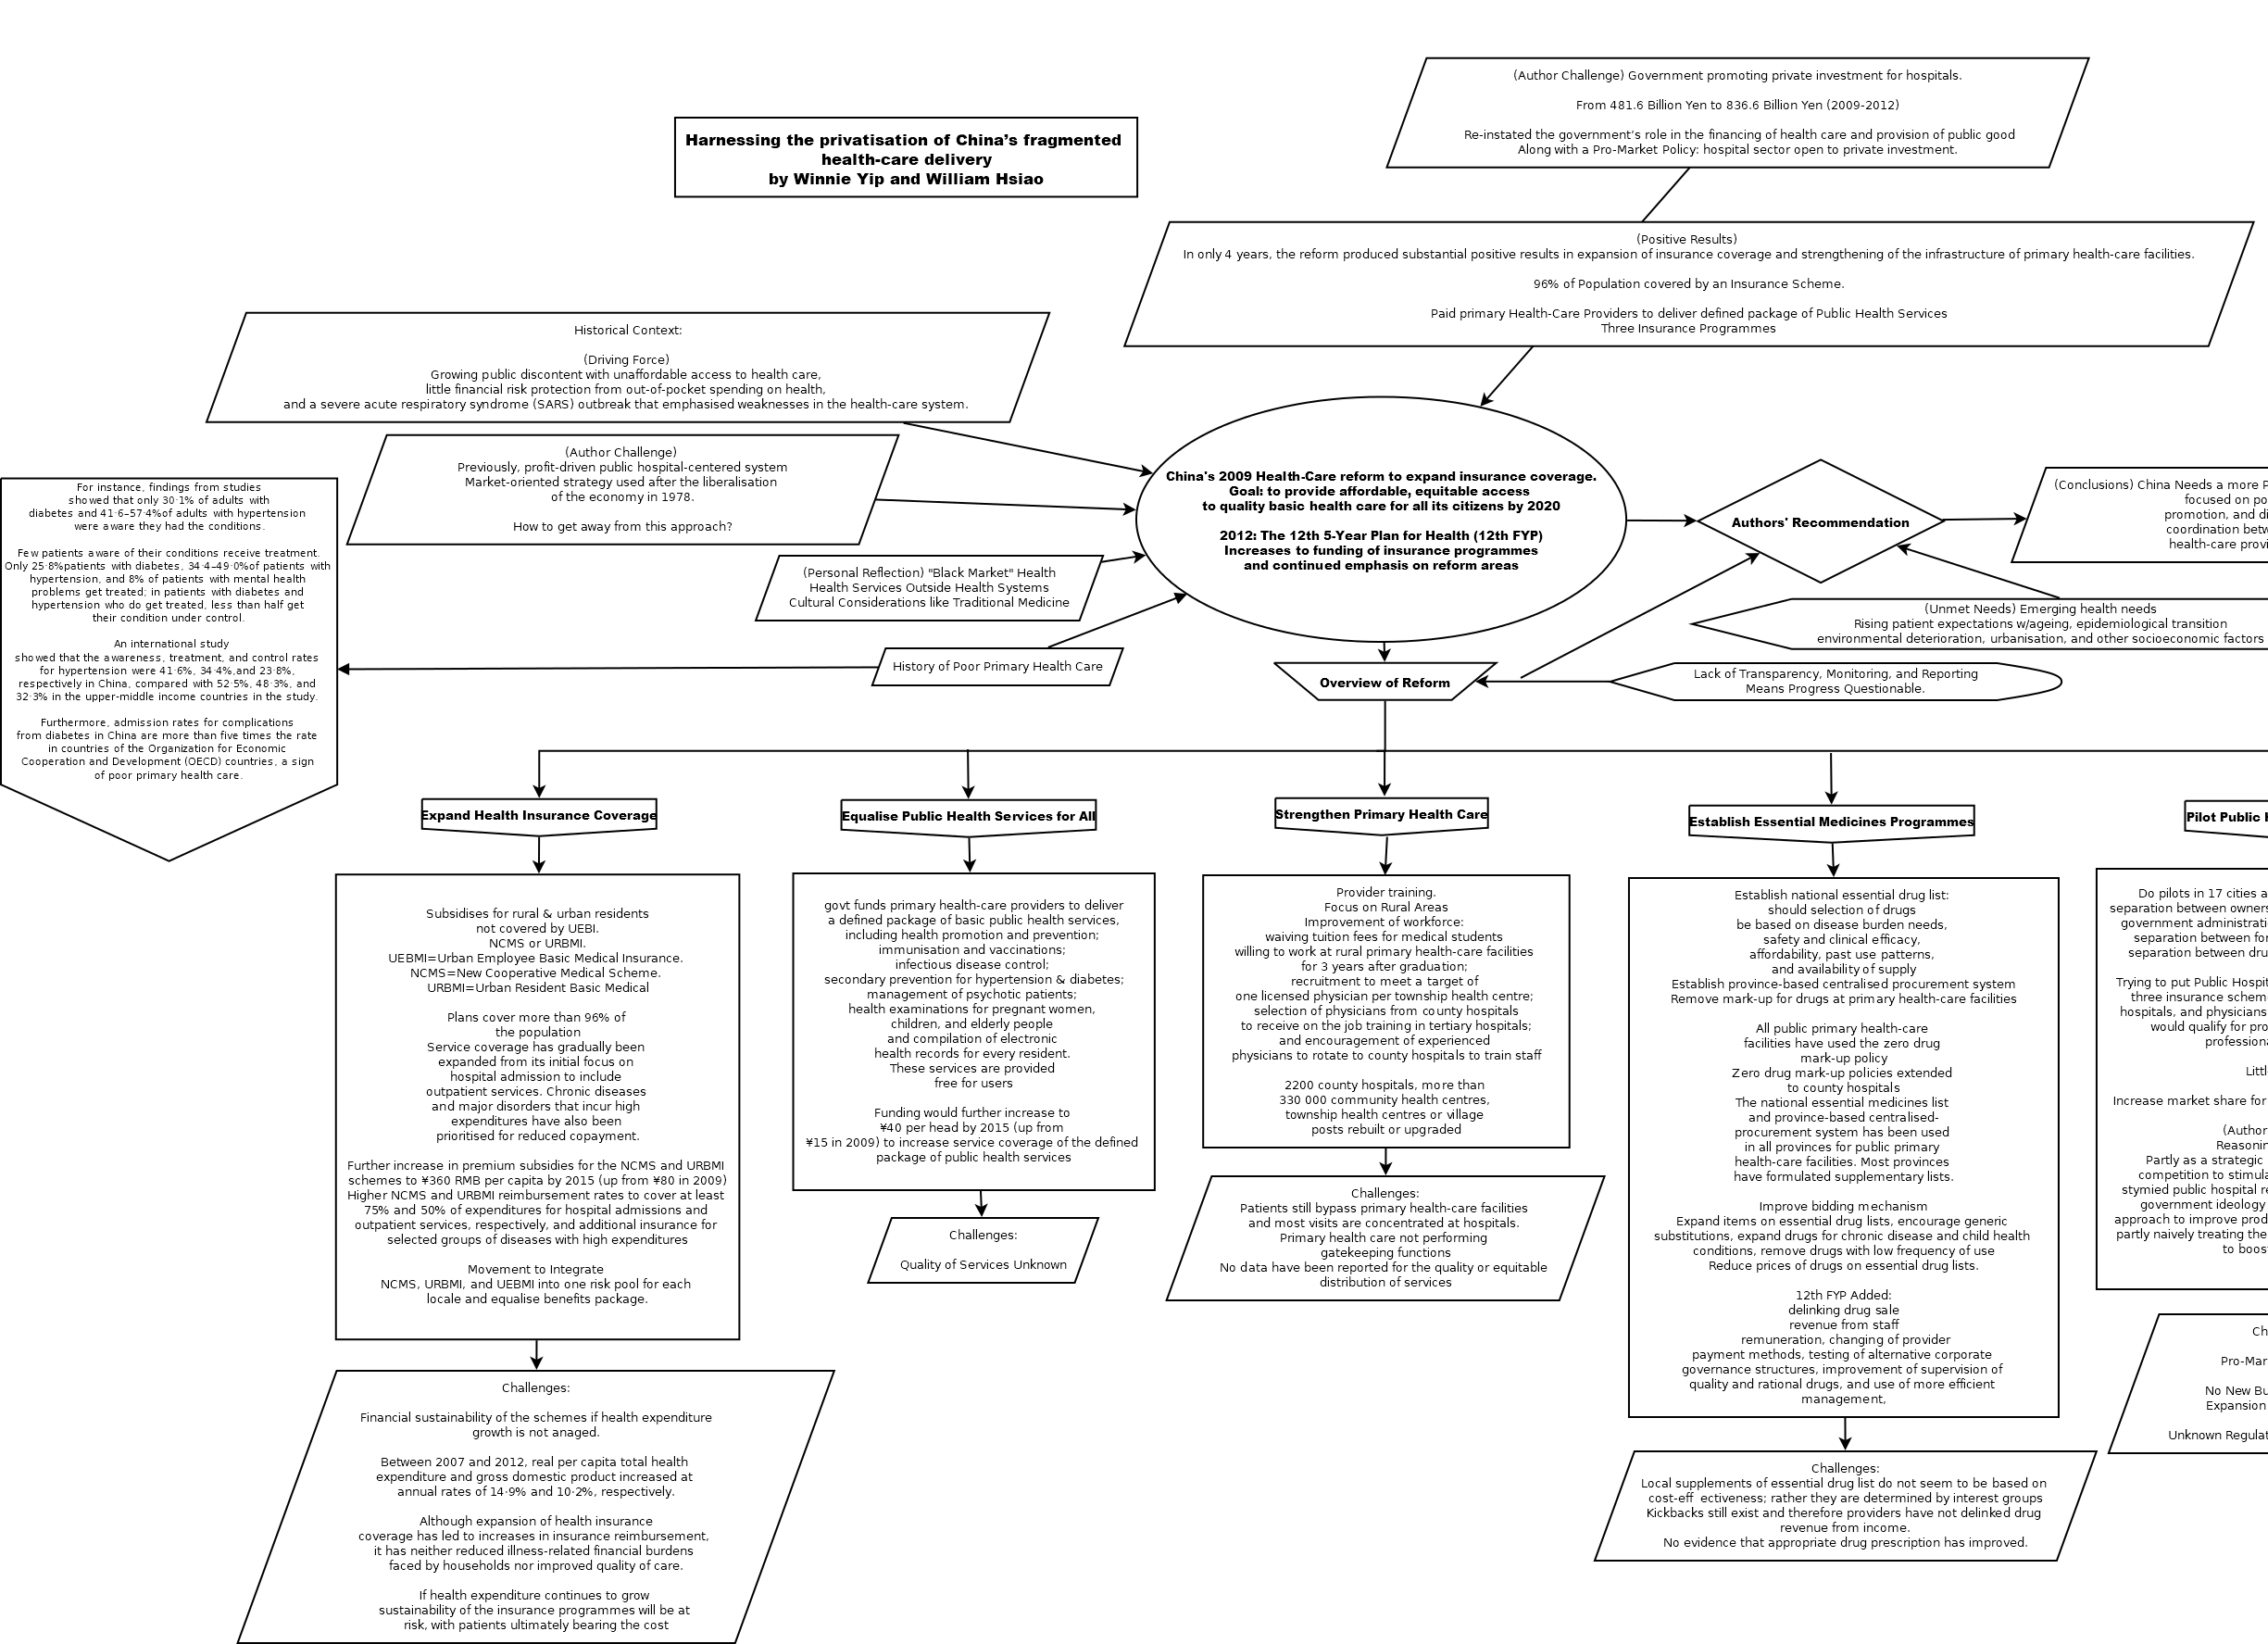 (Author Challenge) Government promoting private investment for hospitals.
From 481.6 Billion Yen to 836.6 Billion Yen (2009-2012)
Re-instated the government's role in the financing of health care and provision of public good
Along with a Pro-Market Policy: hospital sector open to private investment.
Harnessing the privatisation of China's fragmented
health-care delivery
by Winnie Yip and William Hsiao
(Positive Results)
In only 4 years, the reform produced substantial positive results in expansion of insurance coverage and strengthening of the infrastructure of primary health-care facilities.
96% of Population covered by an Insurance Scheme.
Paid primary Health-Care Providers to deliver defined package of Public Health Services
Three Insurance Programmes
Historical Context:
(Driving Force)
Growing public discontent with unaffordable access to health care,
little financial risk protection from out-of-pocket spending on health,
and a severe acute respiratory syndrome (SARS) outbreak that emphasised weaknesses in the health-care system.
(Author Challenge)
Previously, profit-driven public hospital-centered system
Market-oriented strategy used after the liberalisation
of the economy in 1978.
How to get away from this approach?
For instance, findings from studies
showed that only 30·1% of adults with
diabetes and 41·6–57·4%of adults with hypertension
were aware they had the conditions.
Few patients aware of their conditions receive treatment.
Only 25·8%patients with diabetes, 34·4–49·0%of patients with
hypertension, and 8% of patients with mental health
problems get treated; in patients with diabetes and
hypertension who do get treated, less than half get
their condition under control.
An international study
showed that the awareness, treatment, and control rates
for hypertension were 41·6%, 34·4%,and 23·8%,
respectively in China, compared with 52·5%, 48·3%, and
32·3% in the upper-middle income countries in the study.
Furthermore, admission rates for complications
from diabetes in China are more than five times the rate
in countries of the Organization for Economic
Cooperation and Development (OECD) countries, a sign
of poor primary health care.
(Personal Reflection) "Black Market" Health
Health Services Outside Health Systems
Cultural Considerations like Traditional Medicine
History of Poor Primary Health Care
China's 2009 Health-Care reform to expand insurance coverage.
Goal: to provide affordable, equitable access
to quality basic health care for all its citizens by 2020
2012: The 12th 5-Year Plan for Health (12th FYP)
Increases to funding of insurance programmes
and continued emphasis on reform areas
Authors' Recommendation
(Conclusions) China Needs a more P
focused on po
promotion, and di
coordination betw
health-care provi
(Unmet Needs) Emerging health needs
Rising patient expectations w/ageing, epidemiological transition
environmental deterioration, urbanisation, and other socioeconomic factors
Overview of Reform
Lack of Transparency, Monitoring, and Reporting
Means Progress Questionable.
Expand Health Insurance Coverage
Subsidises for rural & urban residents
not covered by UEBI.
NCMS or URBMI.
UEBMI=Urban Employee Basic Medical Insurance.
NCMS=New Cooperative Medical Scheme.
URBMI=Urban Resident Basic Medical
Plans cover more than 96% of
the population
Service coverage has gradually been
expanded from its initial focus on
hospital admission to include
outpatient services. Chronic diseases
and major disorders that incur high
expenditures have also been
prioritised for reduced copayment.
Further increase in premium subsidies for the NCMS and URBMI
schemes to ¥360 RMB per capita by 2015 (up from ¥80 in 2009)
Higher NCMS and URBMI reimbursement rates to cover at least
75% and 50% of expenditures for hospital admissions and
outpatient services, respectively, and additional insurance for
selected groups of diseases with high expenditures
Movement to Integrate
NCMS, URBMI, and UEBMI into one risk pool for each
locale and equalise benefits package.
Challenges:
Financial sustainability of the schemes if health expenditure
growth is not anaged.
Between 2007 and 2012, real per capita total health
expenditure and gross domestic product increased at
annual rates of 14·9% and 10·2%, respectively.
Although expansion of health insurance
coverage has led to increases in insurance reimbursement,
it has neither reduced illness-related financial burdens
faced by households nor improved quality of care.
If health expenditure continues to grow
sustainability of the insurance programmes will be at
risk, with patients ultimately bearing the cost
Equalise Public Health Services for All
govt funds primary health-care providers to deliver
a defined package of basic public health services,
including health promotion and prevention;
immunisation and vaccinations;
infectious disease control;
secondary prevention for hypertension & diabetes;
management of psychotic patients;
health examinations for pregnant women,
children, and elderly people
and compilation of electronic
health records for every resident.
These services are provided
free for users
Funding would further increase to
¥40 per head by 2015 (up from
¥15 in 2009) to increase service coverage of the defined
package of public health services
Challenges:
Quality of Services Unknown
Strengthen Primary Health Care
Provider training.
Focus on Rural Areas
Improvement of workforce:
waiving tuition fees for medical students
willing to work at rural primary health-care facilities
for 3 years after graduation;
recruitment to meet a target of
one licensed physician per township health centre;
selection of physicians from county hospitals
to receive on the job training in tertiary hospitals;
and encouragement of experienced
physicians to rotate to county hospitals to train staff
2200 county hospitals, more than
330 000 community health centres,
township health centres or village
posts rebuilt or upgraded
Challenges:
Patients still bypass primary health-care facilities
and most visits are concentrated at hospitals.
Primary health care not performing
gatekeeping functions
No data have been reported for the quality or equitable
distribution of services
Establish Essential Medicines Programmes
Establish national essential drug list:
should selection of drugs
be based on disease burden needs,
safety and clinical efficacy,
affordability, past use patterns,
and availability of supply
Establish province-based centralised procurement system
Remove mark-up for drugs at primary health-care facilities
All public primary health-care
facilities have used the zero drug
mark-up policy
Zero drug mark-up policies extended
to county hospitals
The national essential medicines list
and province-based centralised-
procurement system has been used
in all provinces for public primary
health-care facilities. Most provinces
have formulated supplementary lists.
Improve bidding mechanism
Expand items on essential drug lists, encourage generic
substitutions, expand drugs for chronic disease and child health
conditions, remove drugs with low frequency of use
Reduce prices of drugs on essential drug lists.
12th FYP Added:
delinking drug sale
revenue from staff
remuneration, changing of provider
payment methods, testing of alternative corporate
governance structures, improvement of supervision of
quality and rational drugs, and use of more efficient
management,
Challenges:
Local supplements of essential drug list do not seem to be based on
cost-eff ectiveness; rather they are determined by interest groups
Kickbacks still exist and therefore providers have not delinked drug
revenue from income.
No evidence that appropriate drug prescription has improved.
Pilot Public H
Do pilots in 17 cities a
separation between owners
government administrati
separation between for
separation between dru
Trying to put Public Hospit
three insurance schem
hospitals, and physicians
would qualify for pro
professiona
Littl
Increase market share for
(Author
Reasonin
Partly as a strategic
competition to stimula
stymied public hospital re
government ideology
approach to improve prod
partly naively treating the
to boos
Ch
Pro-Mar
No New Bu
Expansion
Unknown Regulat